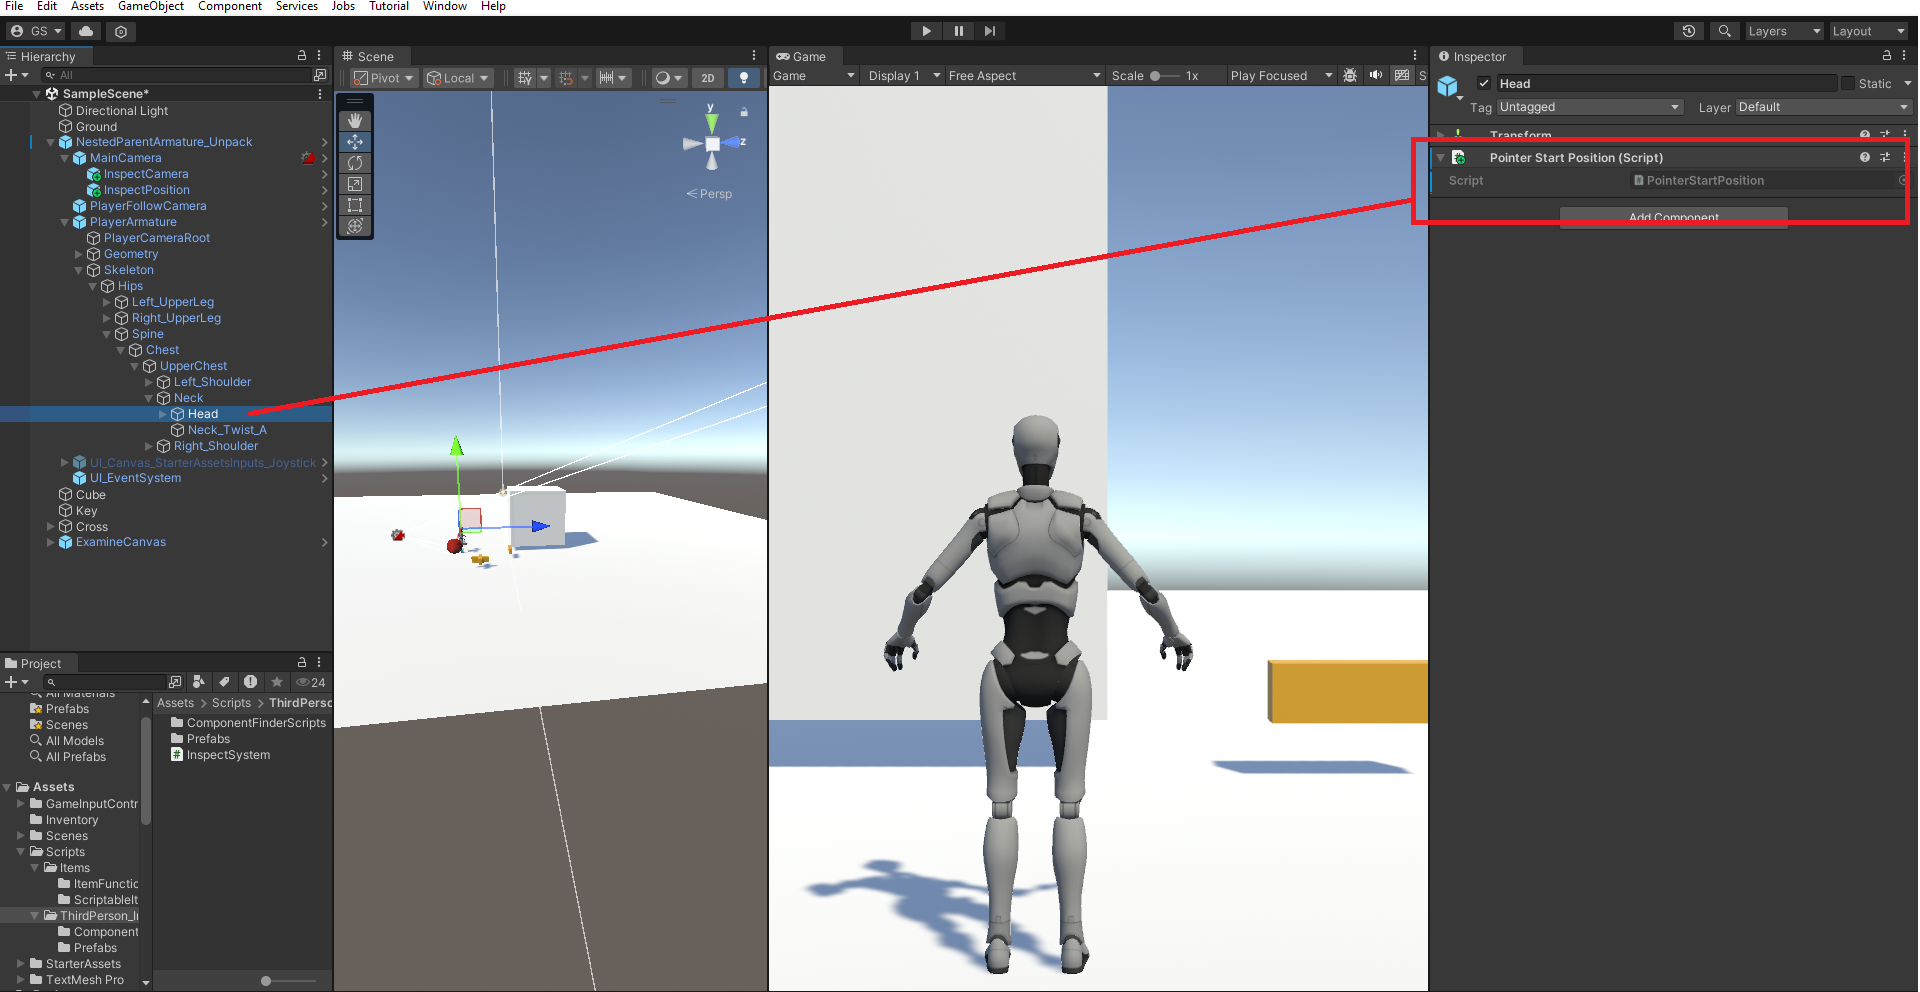 File Edit Assets GameObject Component Services Jobs Tutorial Window Help
GS Layers Layout
Hierarchy
All
SampleScene*
Directional Light
Ground
NestedParentArmature_Unpack
MainCamera
InspectCamera
InspectPosition
PlayerFollowCamera
PlayerArmature
PlayerCameraRoot
Geometry
Skeleton
Hips
Left_UpperLeg
Right_UpperLeg
Spine
Chest
UpperChest
Left_Shoulder
Neck
Head
Neck_Twist_A
Right_Shoulder
UI_Canvas_StarterAssetsInputs_Joystick
UI_EventSystem
Cube
Key
Cross
ExamineCanvas
Project
24
All Materials
Prefabs
Scenes
All Models
All Prefabs
Assets
GameInputContr
Inventory
Scenes
Scripts
Items
ItemFunctic
ScriptableIt
ThirdPerson_I
Component
Prefabs
StarterAssets
TextMesh Pro
Assets > Scripts > ThirdPersc
ComponentFinderScripts
Prefabs
InspectSystem
Scene
Pivot Local 2D
y
z
Persp
Game
Game Display 1 Free Aspect Scale 1x Play Focused S
Inspector
Head Static
Tag Untagged Layer Default
Transform
Pointer Start Position (Script)
Script PointerStartPosition
Add Component